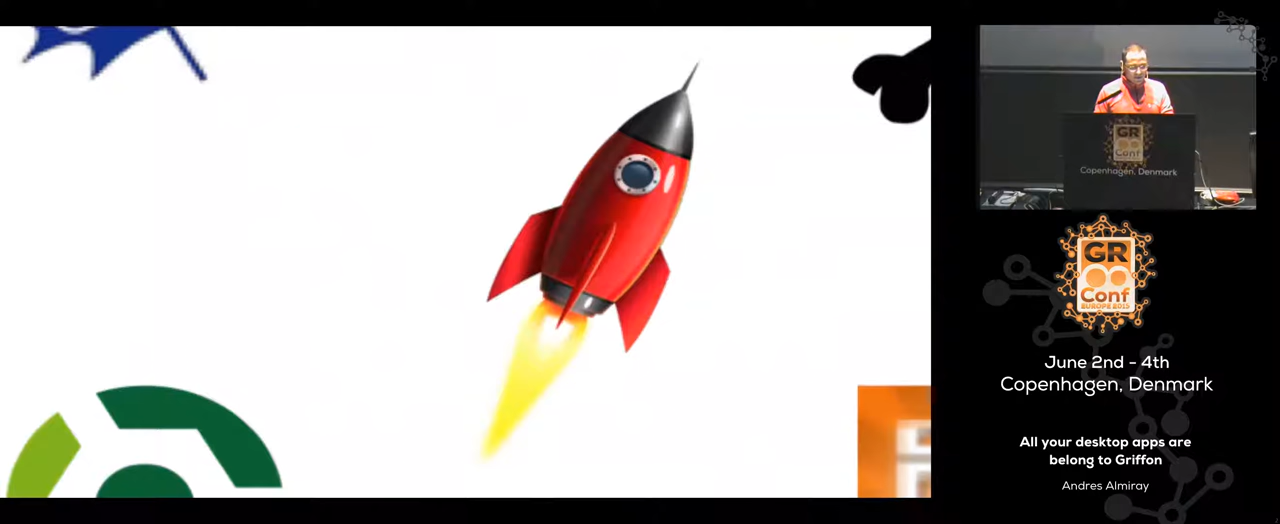 GR
Conf
Copenhagen, Denmark
GR
Conf
EUROPE 2015
June 2nd - 4th
Copenhagen, Denmark
All your desktop apps are
belong to Griffon
Andres Almiray